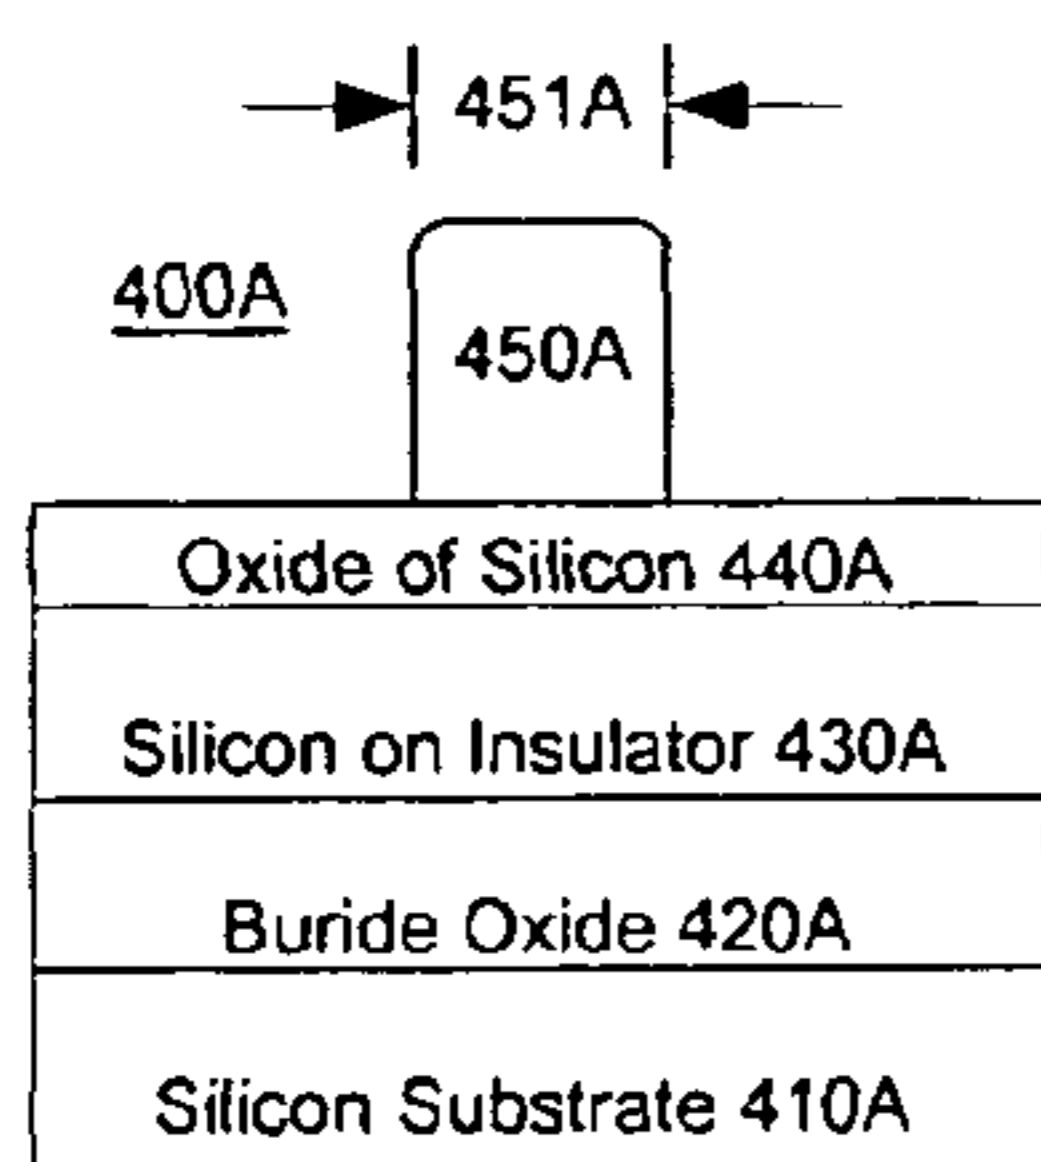 451A
400A
450A
Oxide of Silicon 440A
Silicon on Insulator 430A
Buride Oxide 420A
Silicon Substrate 410A